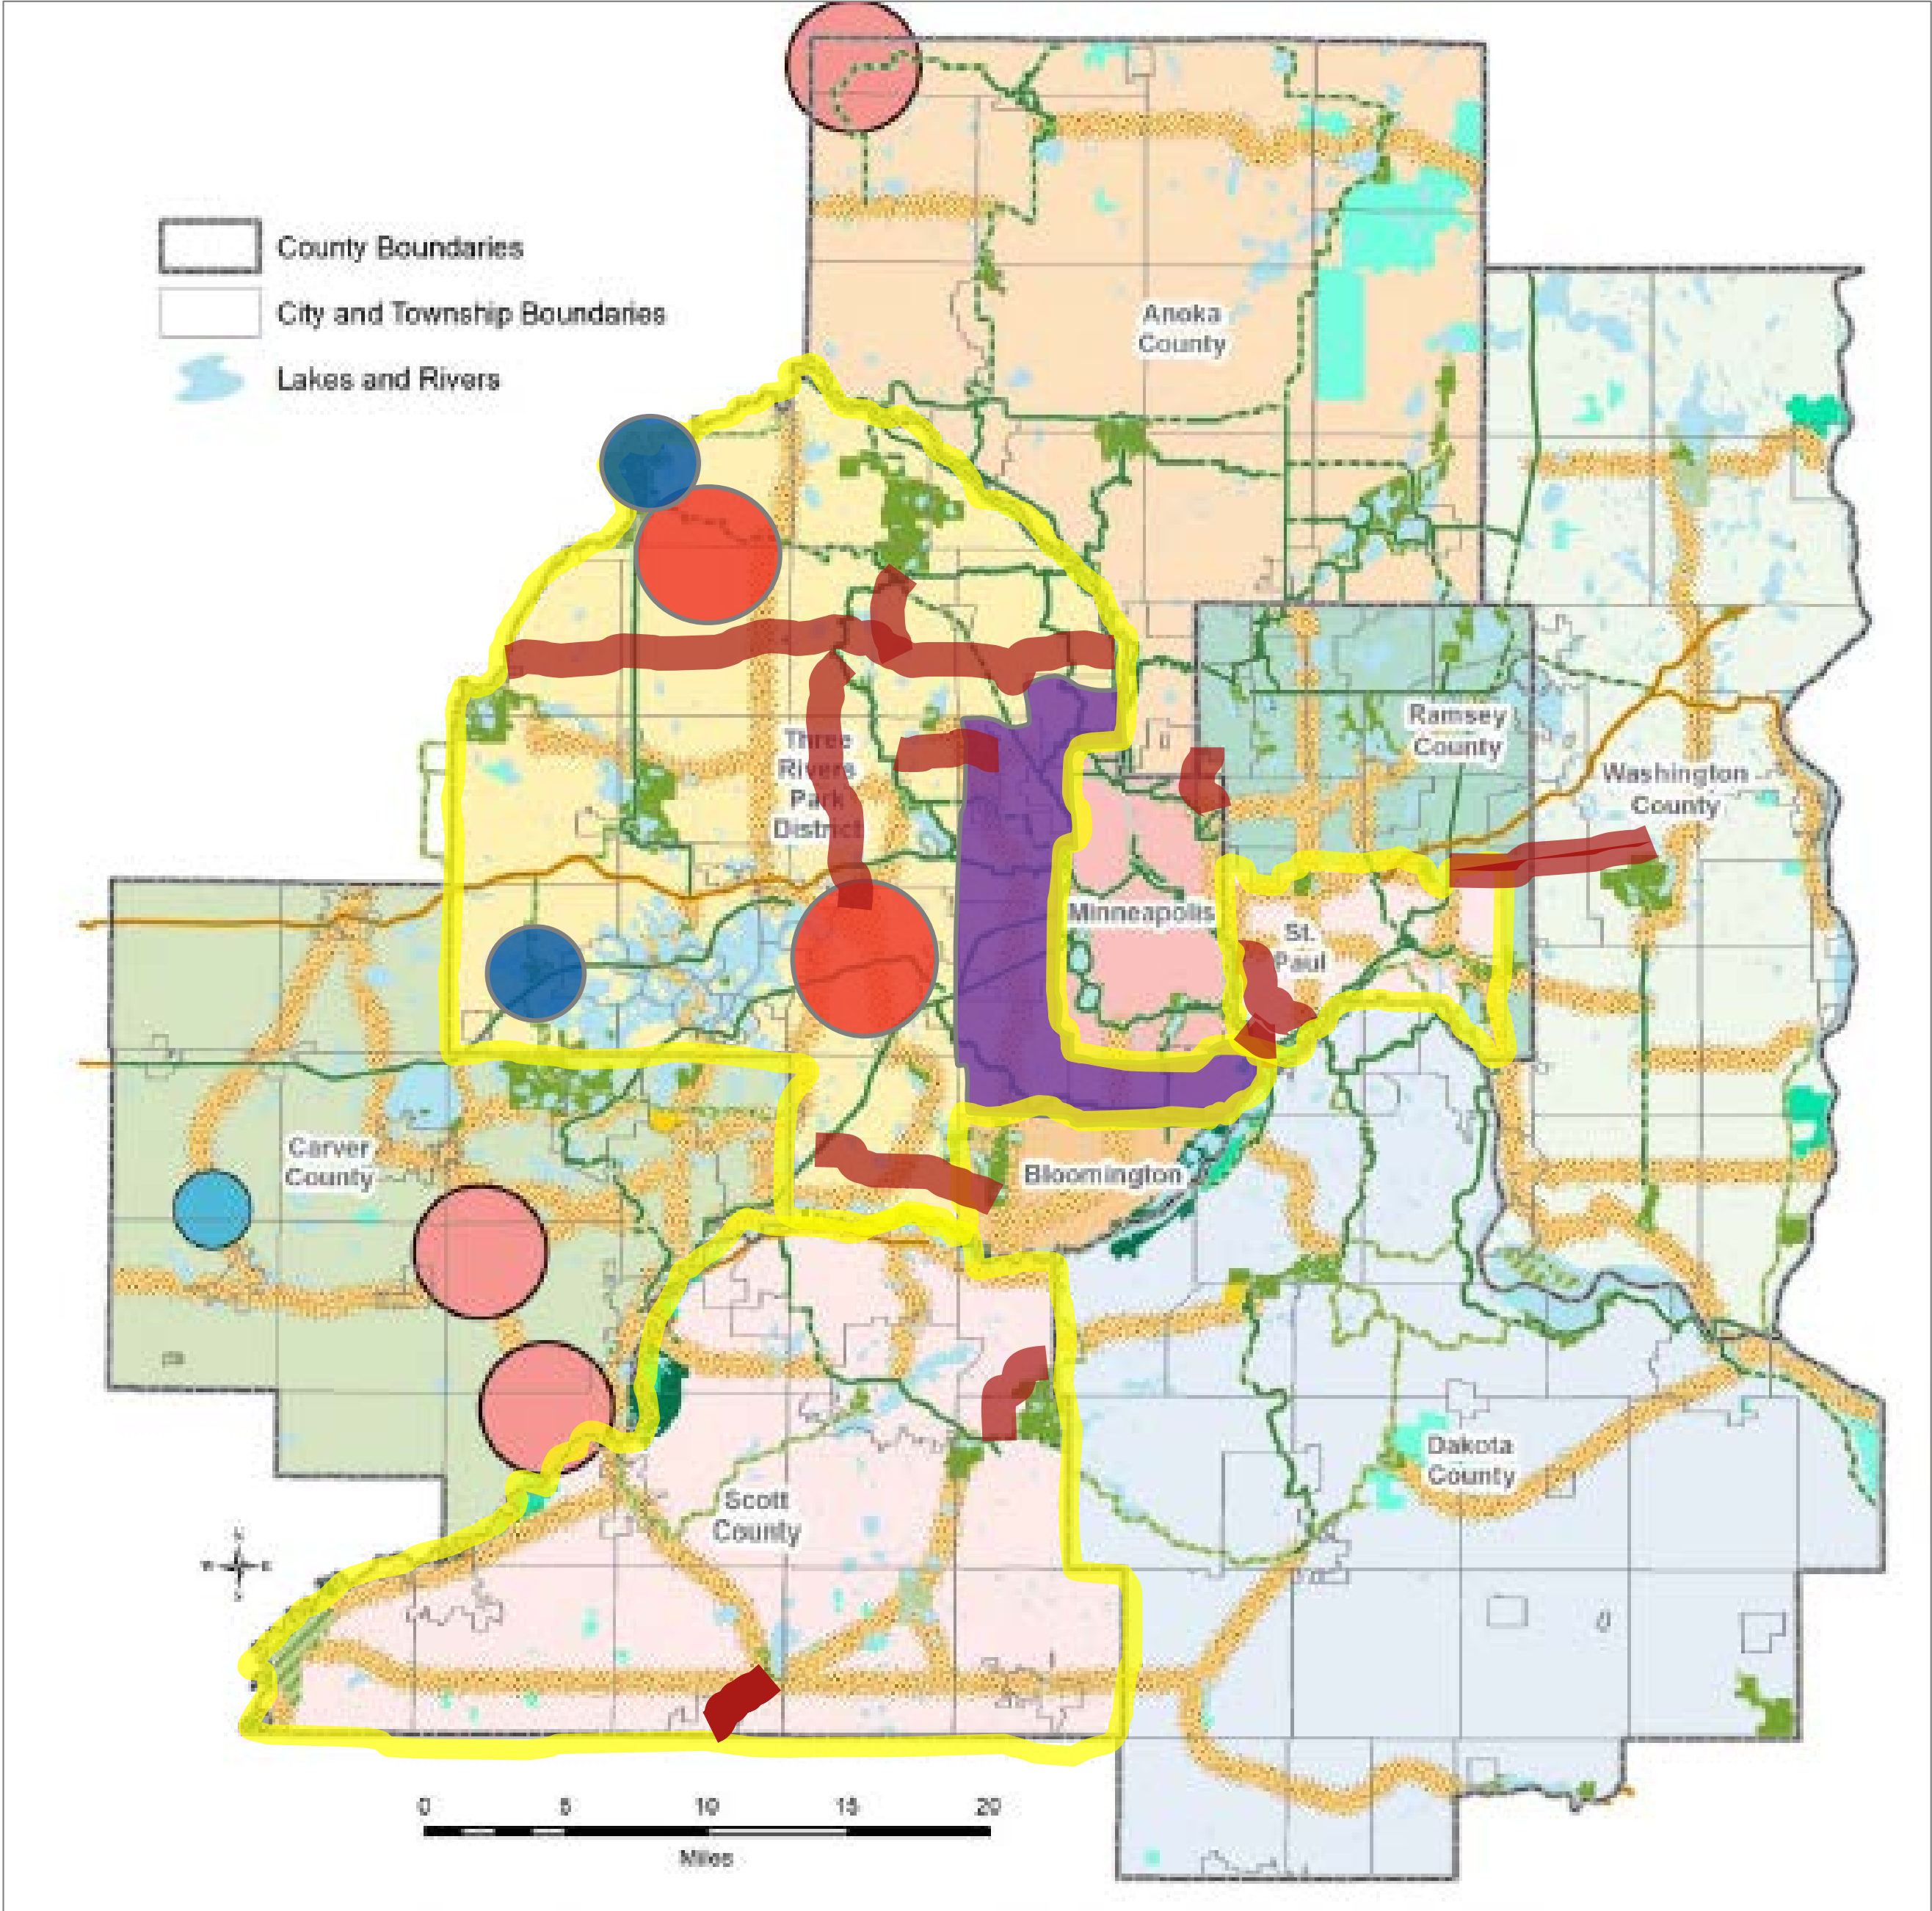 County Boundaries
City and Township Boundaries
Lakes and Rivers
Anoka
County
Ramsey
County
Three
Rivers
Park
District
Washington
County
Minneapolis
St.
Paul
Carver
County
Bloomington
Dakota
County
Scott
County
N
W E
S
0 5 10 15 20
Miles